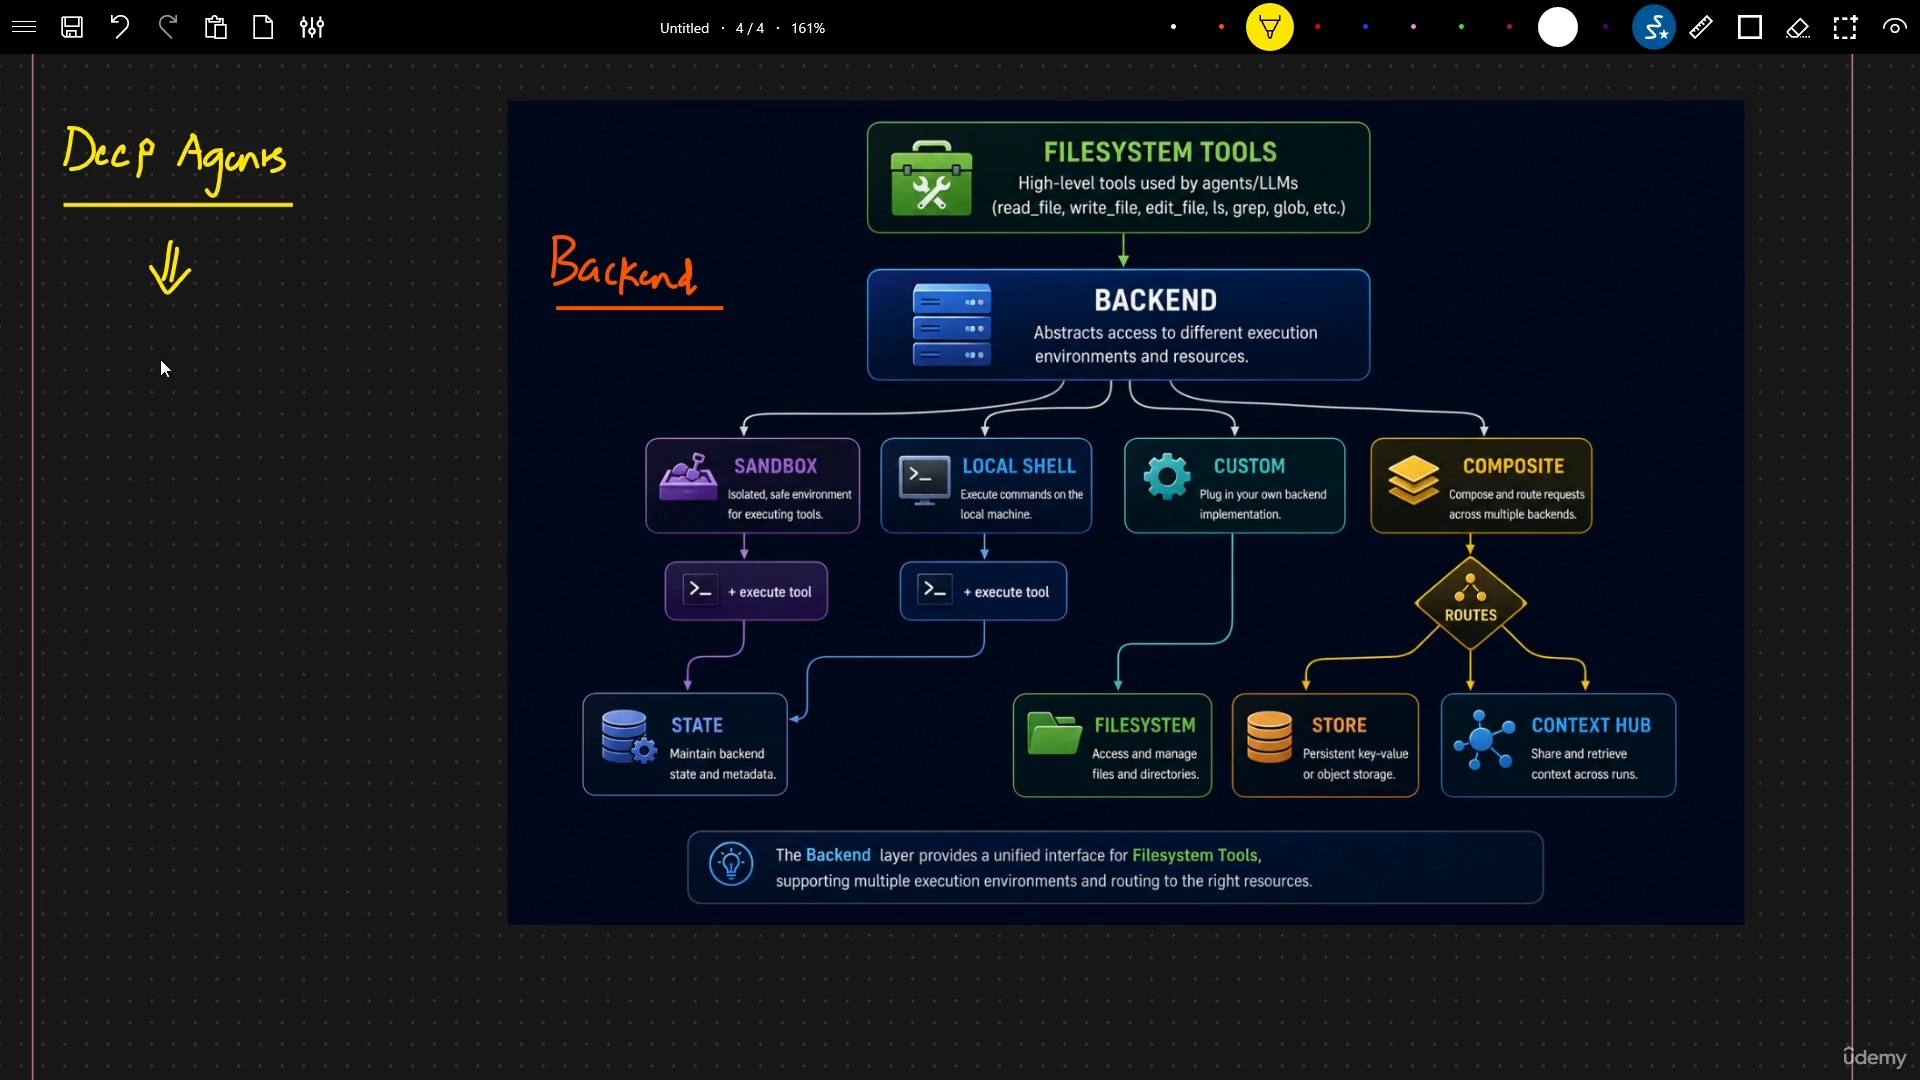 Untitled · 4 / 4 · 161%
Deep Agents
Backend
FILESYSTEM TOOLS
High-level tools used by agents/LLMs
(read_file, write_file, edit_file, ls, grep, glob, etc.)
BACKEND
Abstracts access to different execution
environments and resources.
SANDBOX
Isolated, safe environment
for executing tools.
LOCAL SHELL
Execute commands on the
local machine.
CUSTOM
Plug in your own backend
implementation.
COMPOSITE
Compose and route requests
across multiple backends.
>_ + execute tool
>_ + execute tool
ROUTES
STATE
Maintain backend
state and metadata.
FILESYSTEM
Access and manage
files and directories.
STORE
Persistent key-value
or object storage.
CONTEXT HUB
Share and retrieve
context across runs.
The Backend layer provides a unified interface for Filesystem Tools,
supporting multiple execution environments and routing to the right resources.
udemy